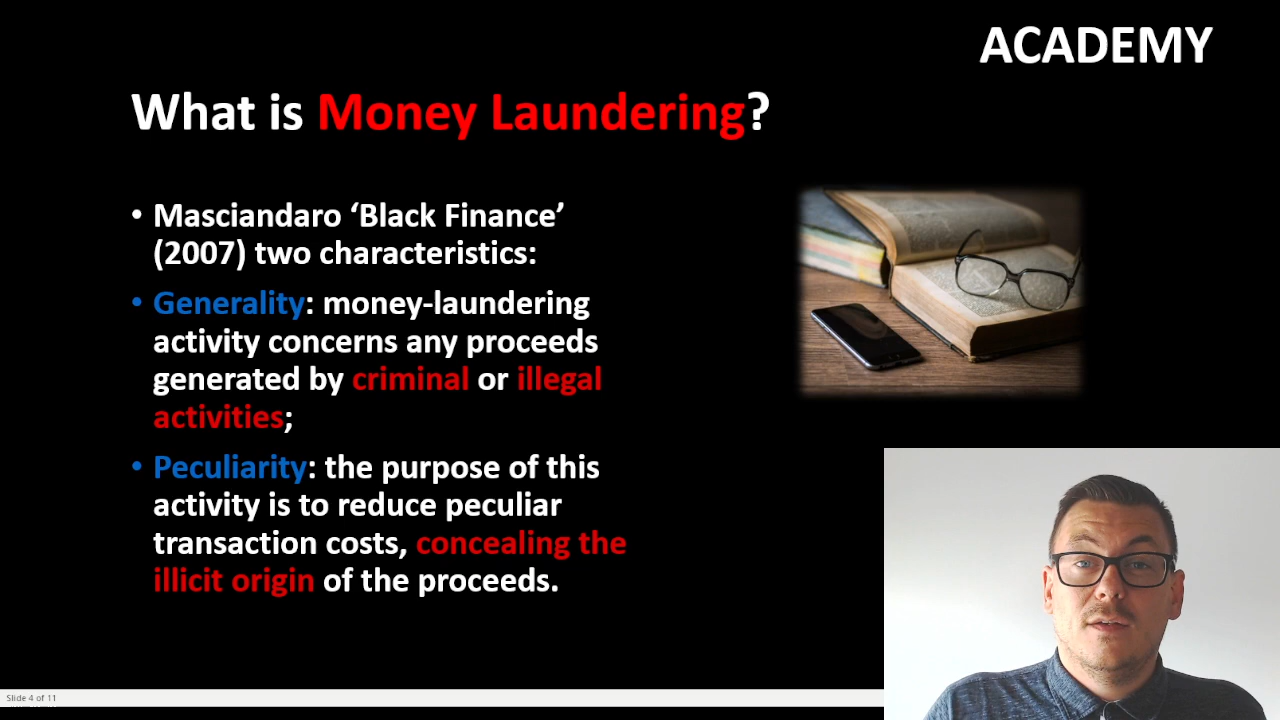 ACADEMY
What is Money Laundering?
• Masciandaro ‘Black Finance’
(2007) two characteristics:
• Generality: money-laundering
activity concerns any proceeds
generated by criminal or illegal
activities;
• Peculiarity: the purpose of this
activity is to reduce peculiar
transaction costs, concealing the
illicit origin of the proceeds.
Slide 4 of 11